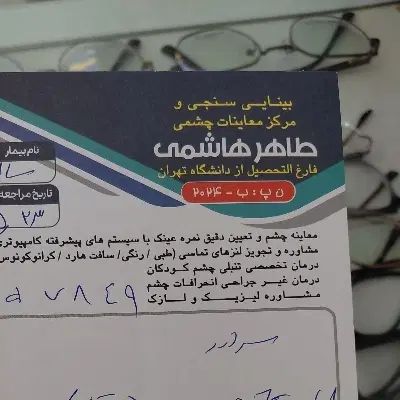 بینایی سنجی و
مرکز معاینات چشمی
طاهر هاشمی
فارغ التحصیل از دانشگاه تهران
ن پ : ب - ۲۰۲۴
نام بیمار
تاریخ مراجعه
۲۳
معاینه چشم و تعیین دقیق نمره عینک با سیستم های پیشرفته کامپیوتری
مشاوره و تجویز لنزهای تماسی (طبی / رنگی / سافت هارد / کراتوکونوس
درمان تخصصی تنبلی چشم کودکان
درمان غیر جراحی انحرافات چشم
مشاوره لیزیک و لازک
سردرد